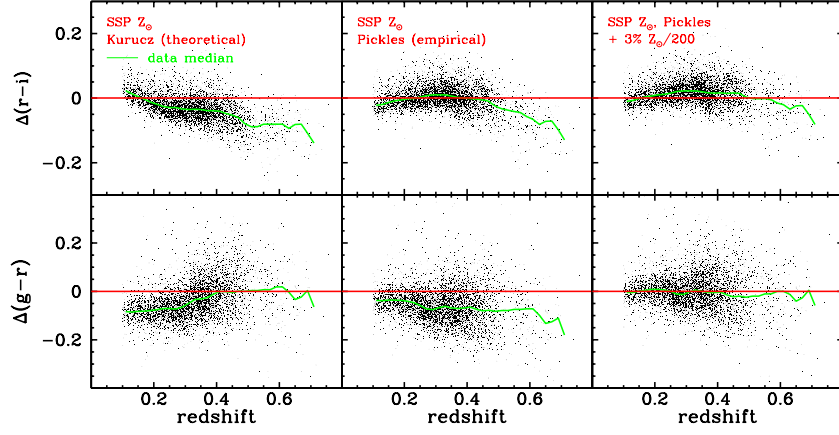 SSP Z⊙
Kurucz (theoretical)
data median
SSP Z⊙
Pickles (empirical)
SSP Z⊙, Pickles
+ 3% Z⊙/200
0.2
0
−0.2
Δ(r−i)
0.2
0
−0.2
Δ(g−r)
0.2 0.4 0.6 0.2 0.4 0.6 0.2 0.4 0.6
redshift redshift redshift